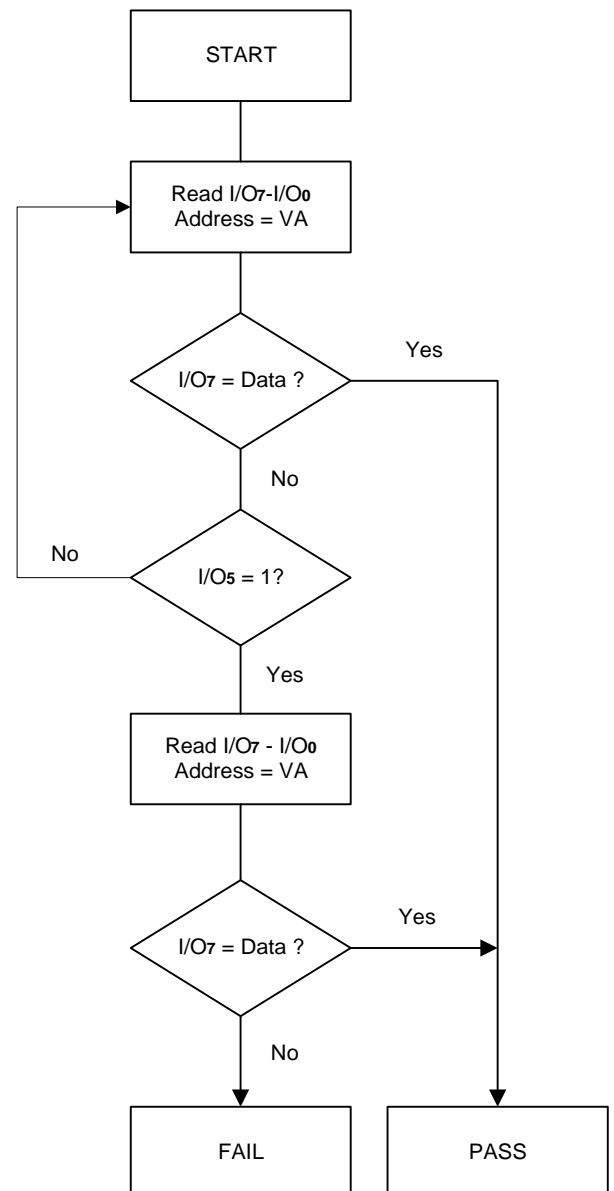 START
Read I/O7-I/O0
Address = VA
I/O7 = Data ?
Yes
No
I/O5 = 1?
No
Yes
Read I/O7 - I/O0
Address = VA
I/O7 = Data ?
Yes
No
FAIL
PASS